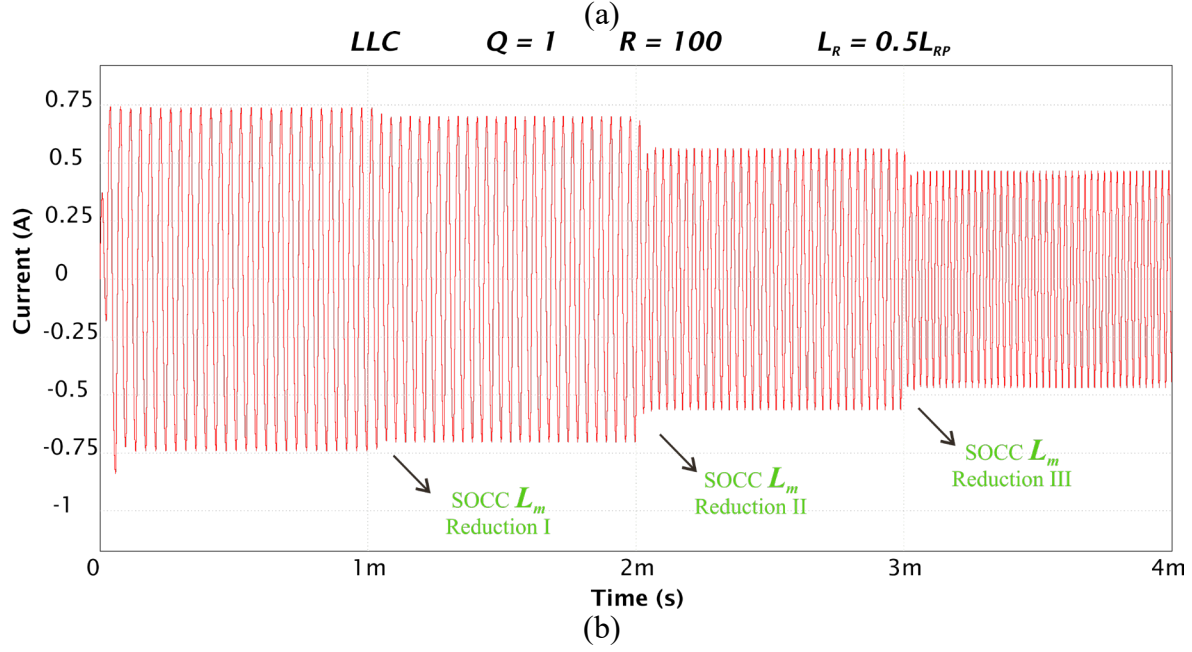 (a)
LLC Q = 1 R = 100 L_R = 0.5L_RP
0.75
0.5
0.25
0
-0.25
-0.5
-0.75
-1
Current (A)
SOCC L_m
Reduction I
SOCC L_m
Reduction II
SOCC L_m
Reduction III
0 1m 2m 3m 4m
Time (s)
(b)